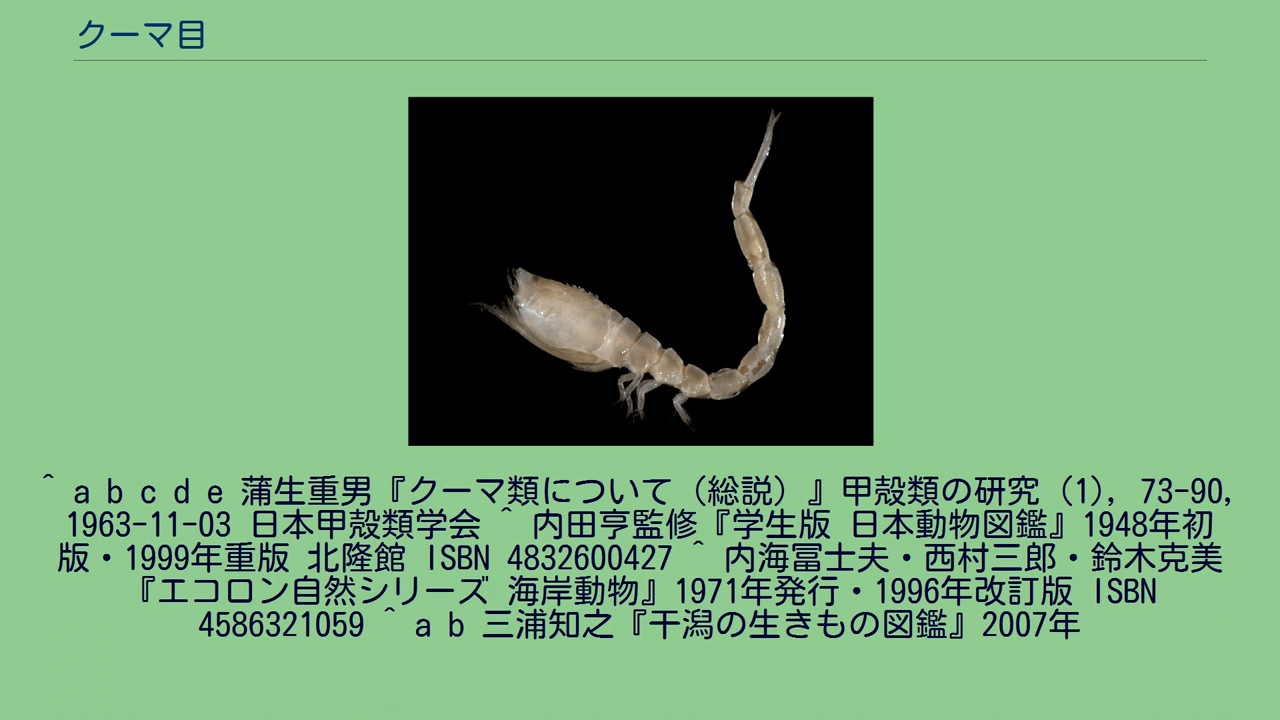 クーマ目
^ a b c d e 蒲生重男『クーマ類について（総説）』甲殻類の研究 (1), 73-90,
1963-11-03 日本甲殻類学会 ^ 内田亨監修『学生版 日本動物図鑑』1948年初
版・1999年重版 北隆館 ISBN 4832600427 ^ 内海冨士夫・西村三郎・鈴木克美
『エコロン自然シリーズ 海岸動物』1971年発行・1996年改訂版 ISBN
4586321059 ^ a b 三浦知之『干潟の生きもの図鑑』2007年